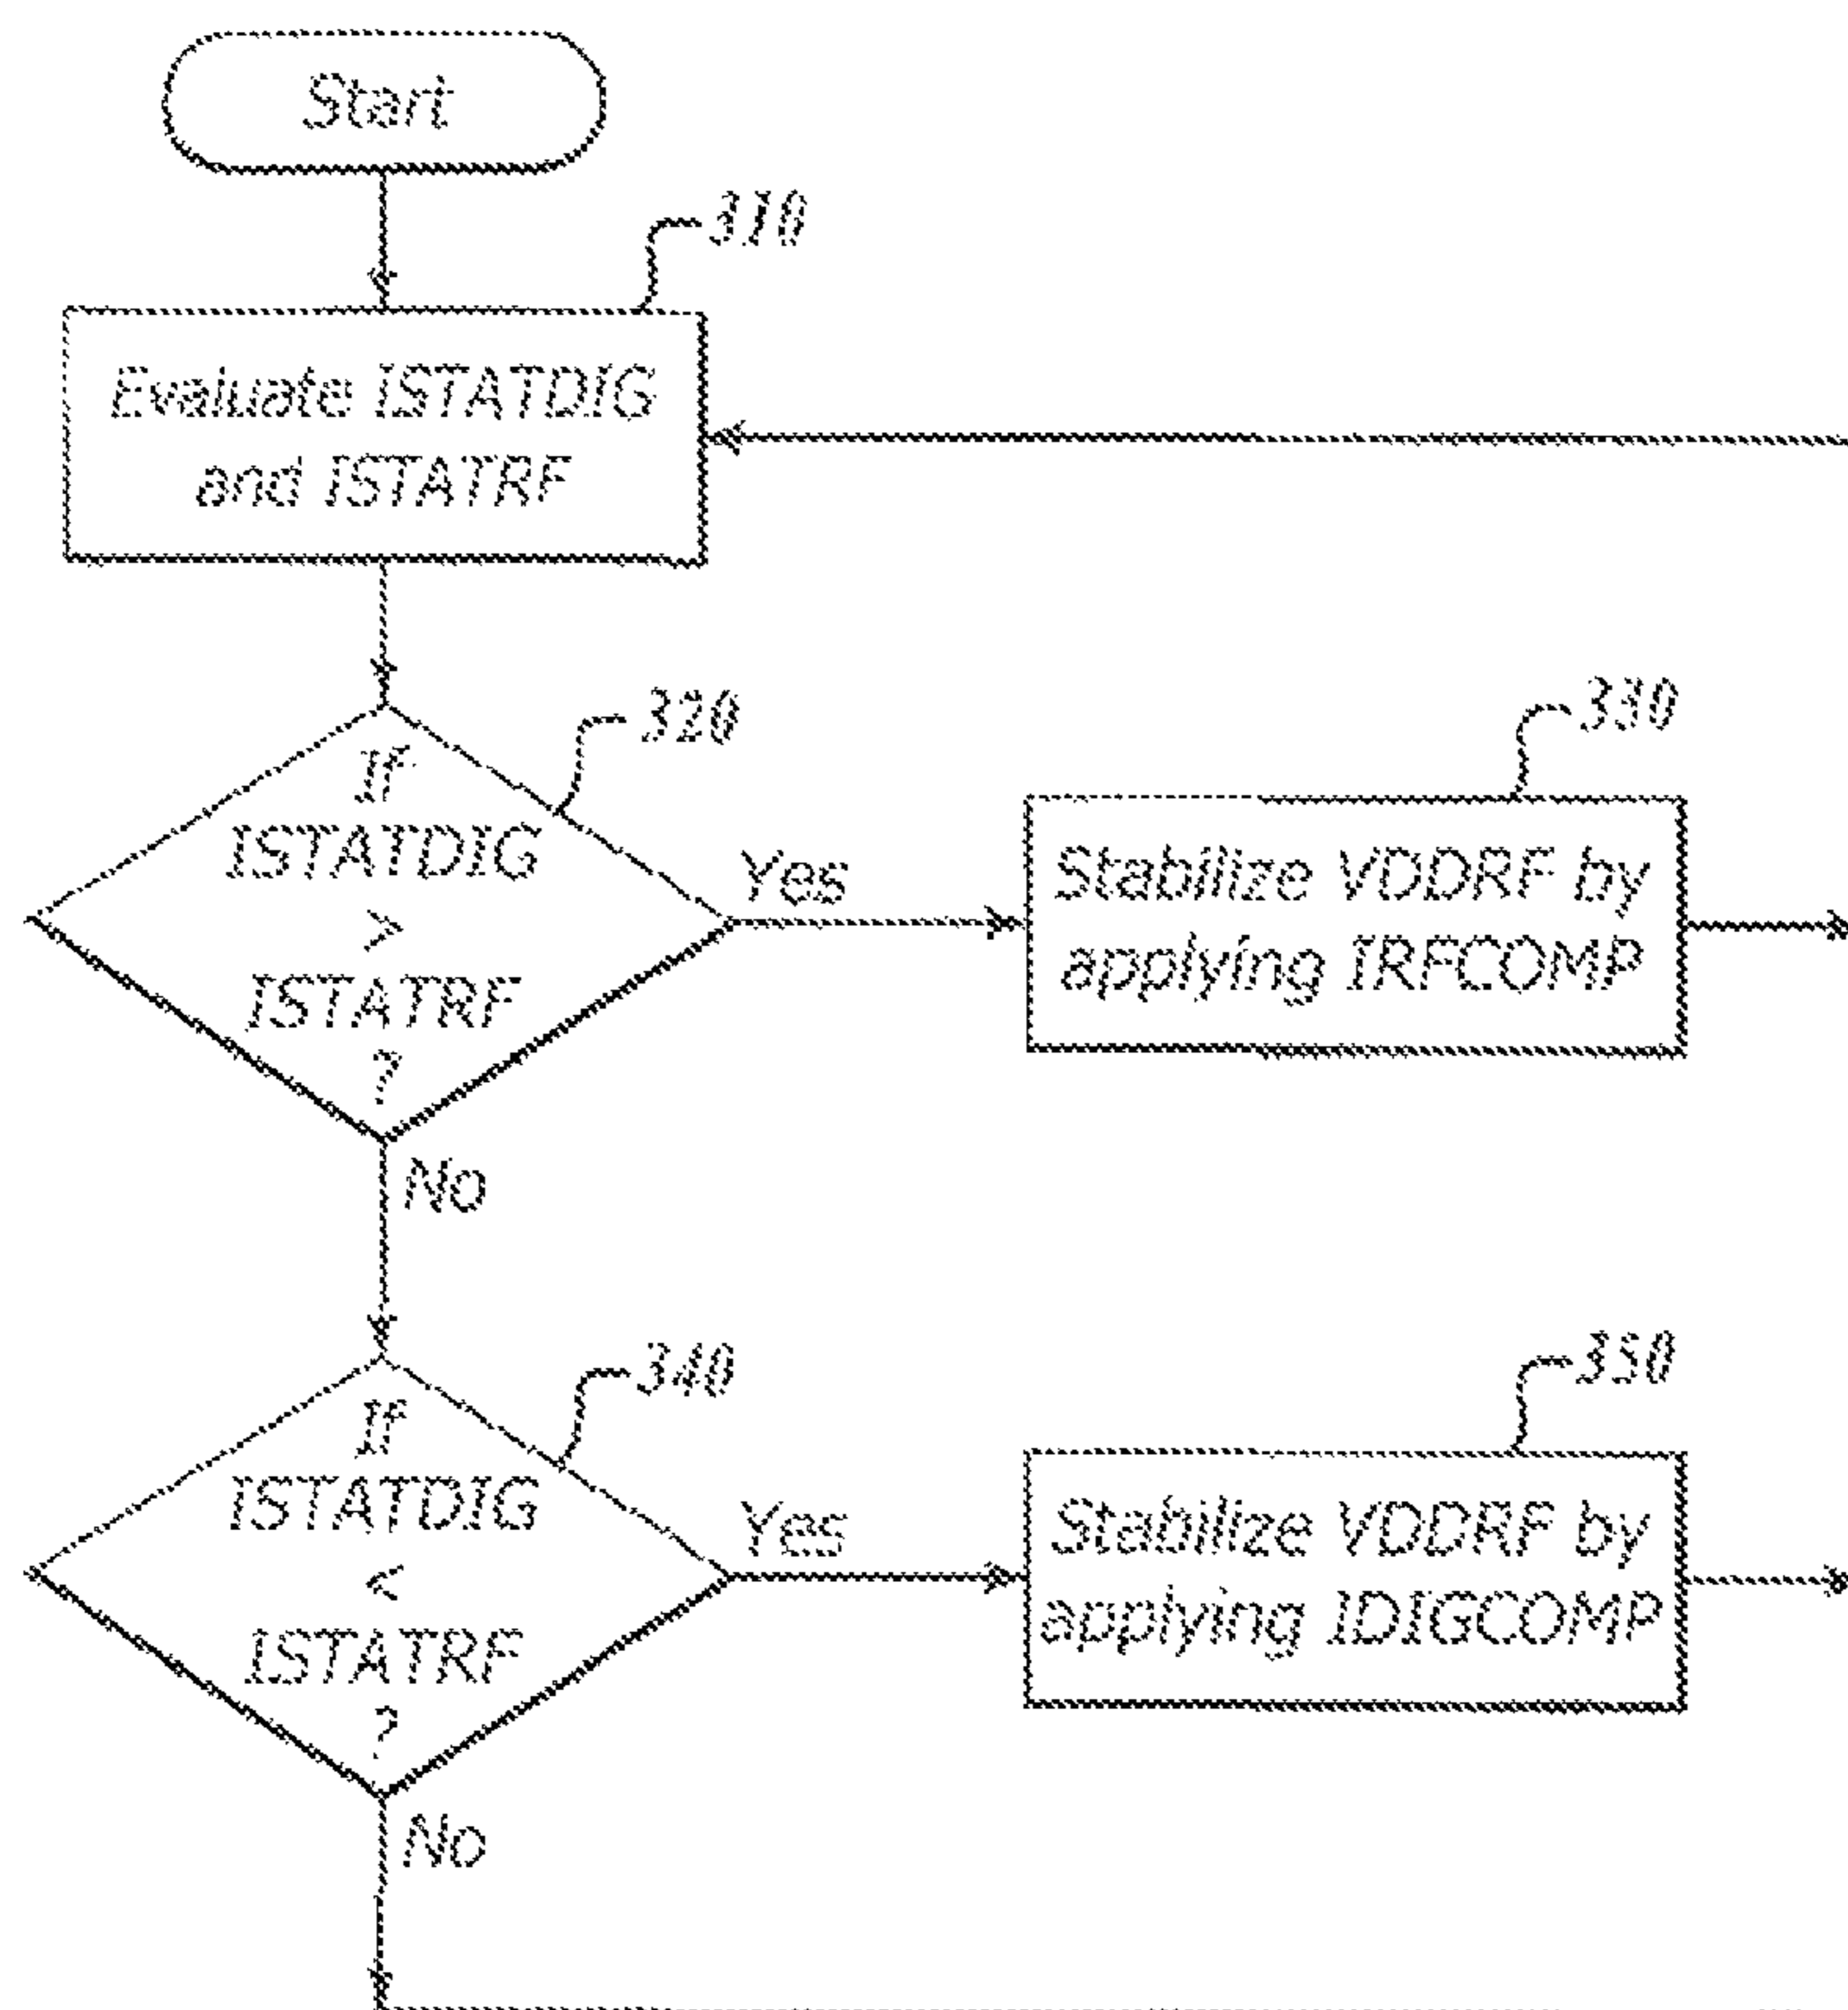 Start
310
Evaluate ISTATDIG
and ISTATRF
320
If
ISTATDIG
>
ISTATRF
?
Yes
No
330
Stabilize VDDRF by
applying IRFCOMP
340
If
ISTATDIG
<
ISTATRF
?
Yes
No
350
Stabilize VDDRF by
applying IDIGCOMP